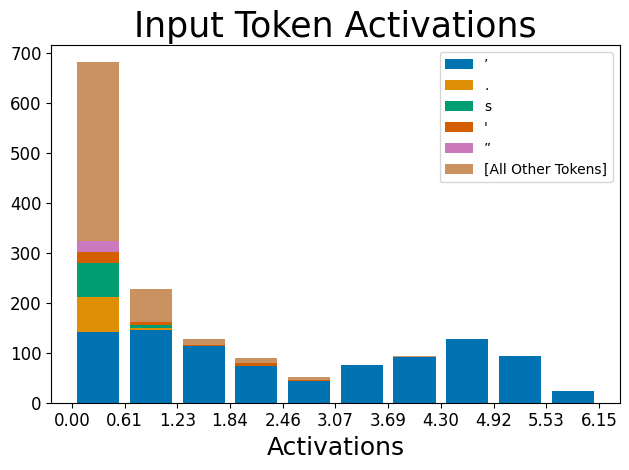 Input Token Activations
700
600
500
400
300
200
100
0
’
.
s
'
”
[All Other Tokens]
0.00 0.61 1.23 1.84 2.46 3.07 3.69 4.30 4.92 5.53 6.15
Activations